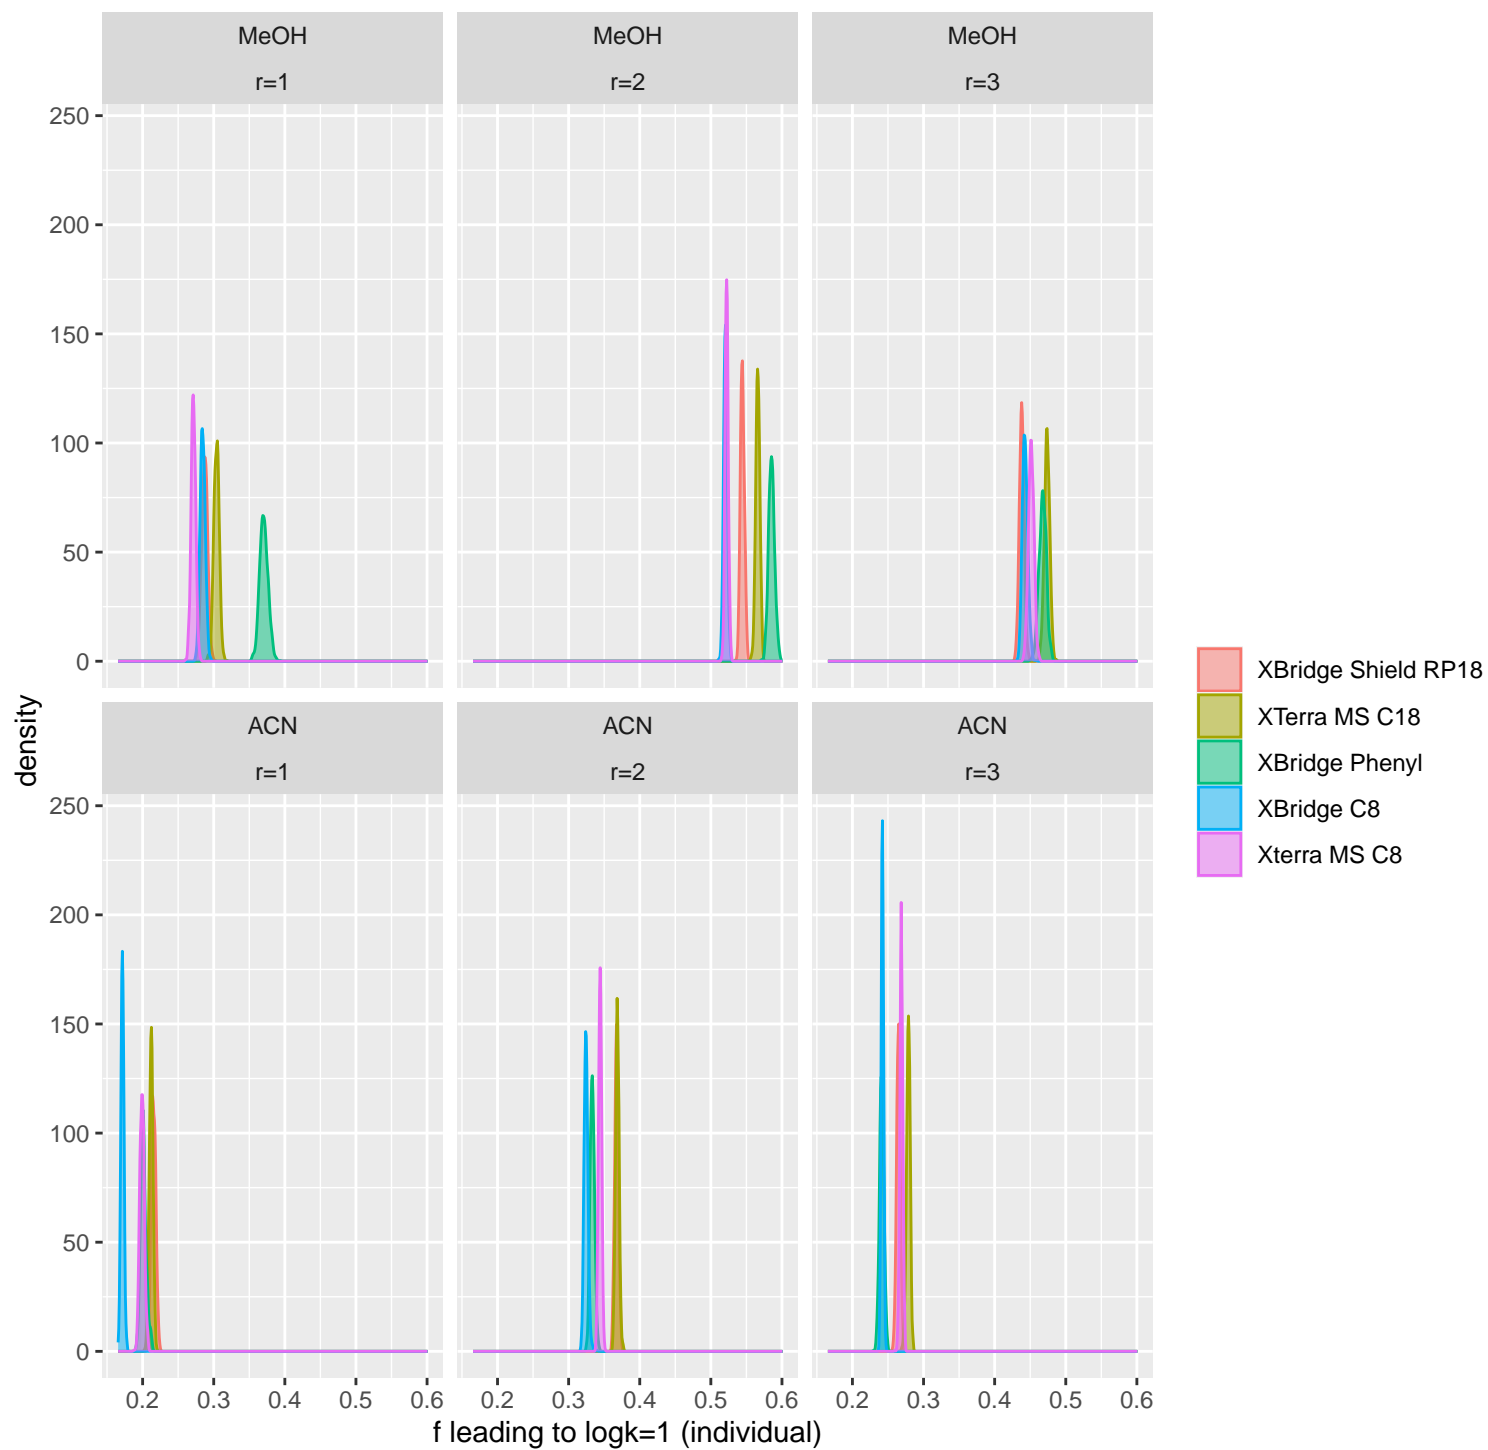 MeOH
r=1
MeOH
r=2
MeOH
r=3
250
200
150
100
50
0
ACN
r=1
ACN
r=2
ACN
r=3
250
200
150
100
50
0
0.2 0.3 0.4 0.5 0.6
0.2 0.3 0.4 0.5 0.6
0.2 0.3 0.4 0.5 0.6
f leading to logk=1 (individual)
density
XBridge Shield RP18
XTerra MS C18
XBridge Phenyl
XBridge C8
Xterra MS C8